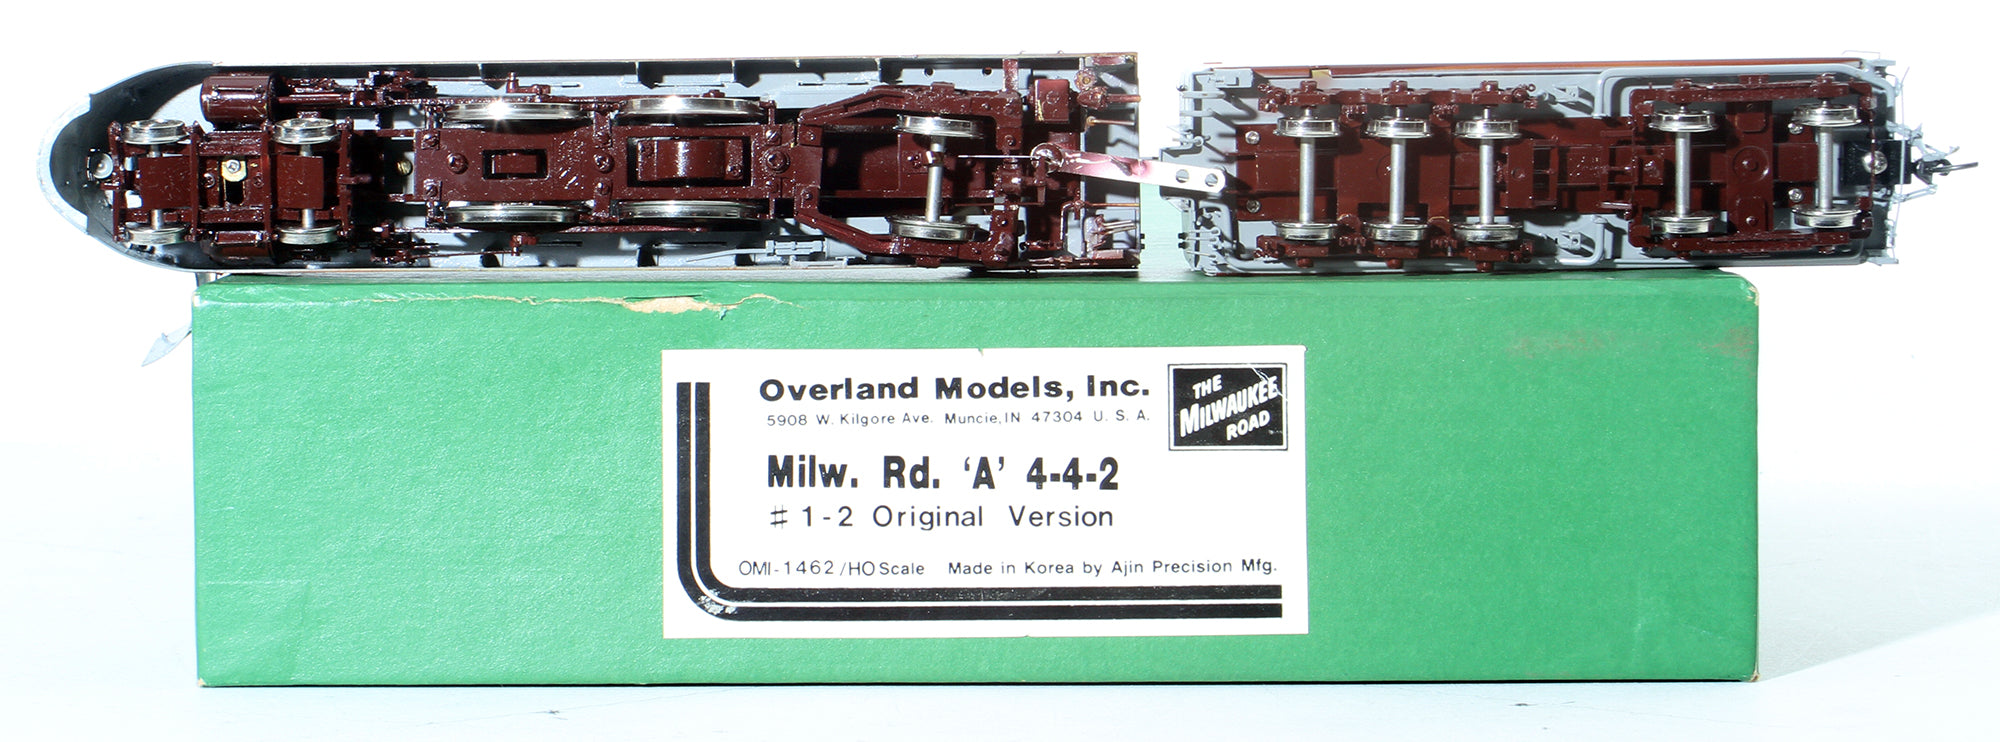 Overland Models, Inc.
5908 W. Kilgore Ave. Muncie, IN 47304 U. S. A.
THE
MILWAUKEE
ROAD
Milw. Rd. ‘A’ 4-4-2
# 1-2 Original Version
OMI-1462/HO Scale Made in Korea by Ajin Precision Mfg.